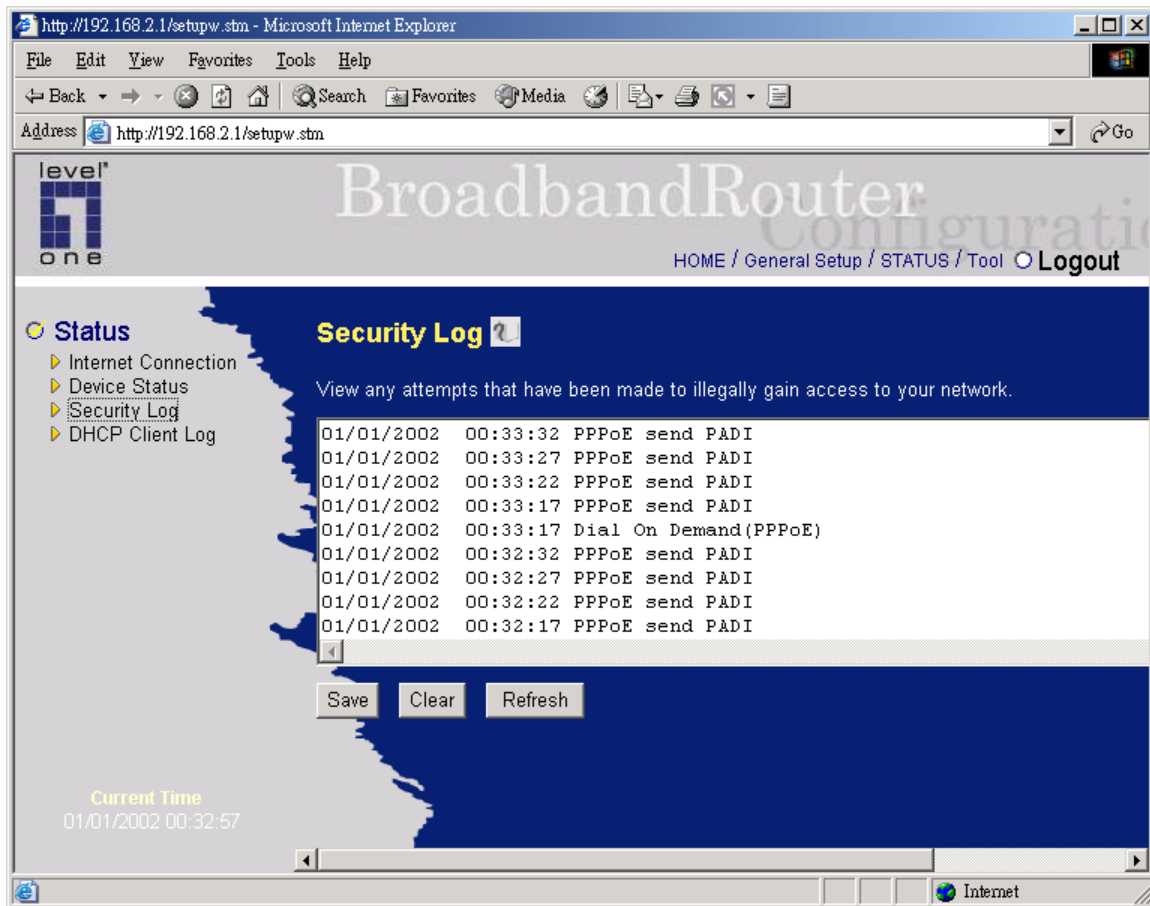 http://192.168.2.1/setupw.stm - Microsoft Internet Explorer
File Edit View Favorites Tools Help
Back Search Favorites Media
Address http://192.168.2.1/setupw.stm Go
level
one
BroadbandRouter
Configuratio
HOME / General Setup / STATUS / Tool Logout
Status
Internet Connection
Device Status
Security Log
DHCP Client Log
Security Log
View any attempts that have been made to illegally gain access to your network.
01/01/2002 00:33:32 PPPoE send PADI
01/01/2002 00:33:27 PPPoE send PADI
01/01/2002 00:33:22 PPPoE send PADI
01/01/2002 00:33:17 PPPoE send PADI
01/01/2002 00:33:17 Dial On Demand(PPPoE)
01/01/2002 00:32:32 PPPoE send PADI
01/01/2002 00:32:27 PPPoE send PADI
01/01/2002 00:32:22 PPPoE send PADI
01/01/2002 00:32:17 PPPoE send PADI
Save Clear Refresh
Current Time
01/01/2002 00:32:57
Internet